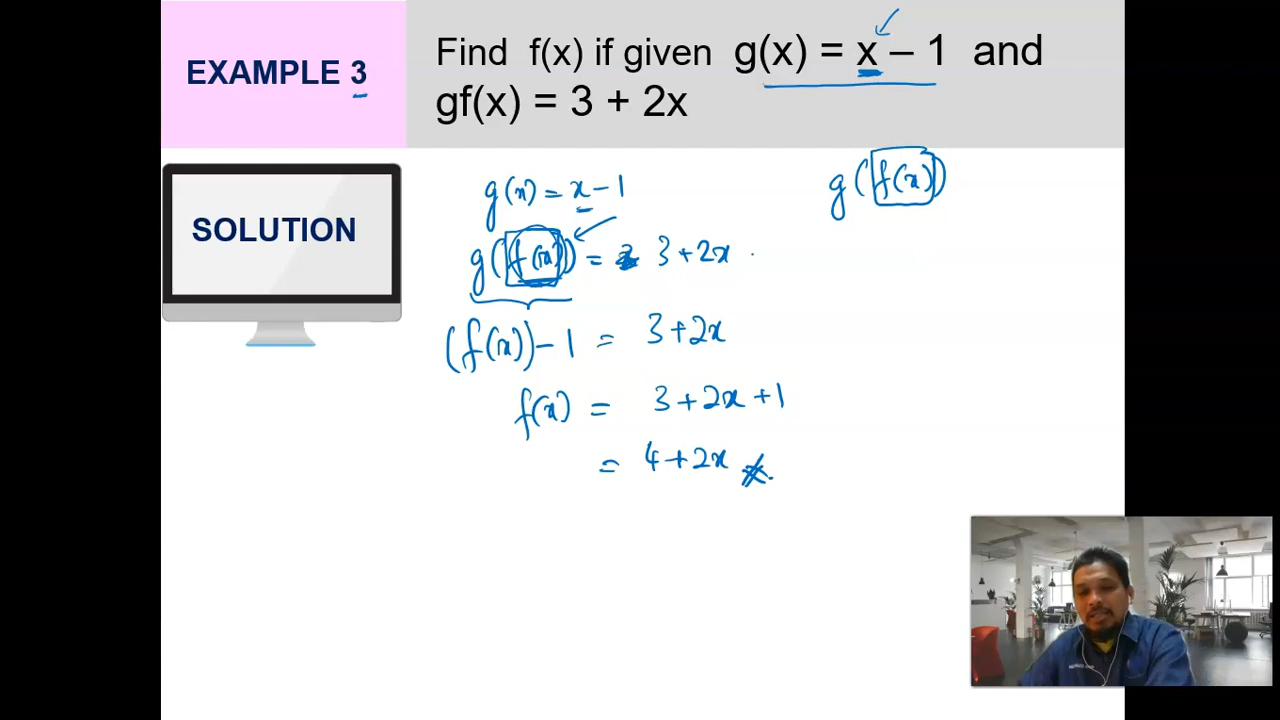 EXAMPLE 3
Find f(x) if given g(x) = x – 1 and
gf(x) = 3 + 2x
SOLUTION
g(x) = x - 1
g(f(x))
g(f(x)) = 3 + 2x
(f(x)) - 1 = 3 + 2x
f(x) = 3 + 2x + 1
= 4 + 2x